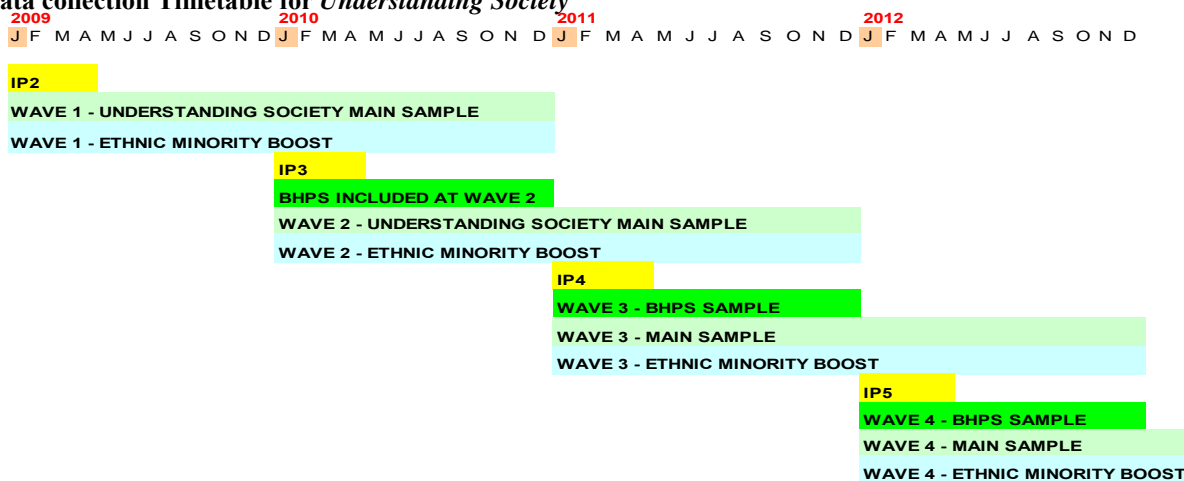 ata collection Timetable for Understanding Society
2009 2010 2011 2012
J F M A M J J A S O N D J F M A M J J A S O N D J F M A M J J A S O N D J F M A M J J A S O N D
IP2
WAVE 1 - UNDERSTANDING SOCIETY MAIN SAMPLE
WAVE 1 - ETHNIC MINORITY BOOST
IP3
BHPS INCLUDED AT WAVE 2
WAVE 2 - UNDERSTANDING SOCIETY MAIN SAMPLE
WAVE 2 - ETHNIC MINORITY BOOST
IP4
WAVE 3 - BHPS SAMPLE
WAVE 3 - MAIN SAMPLE
WAVE 3 - ETHNIC MINORITY BOOST
IP5
WAVE 4 - BHPS SAMPLE
WAVE 4 - MAIN SAMPLE
WAVE 4 - ETHNIC MINORITY BOOST